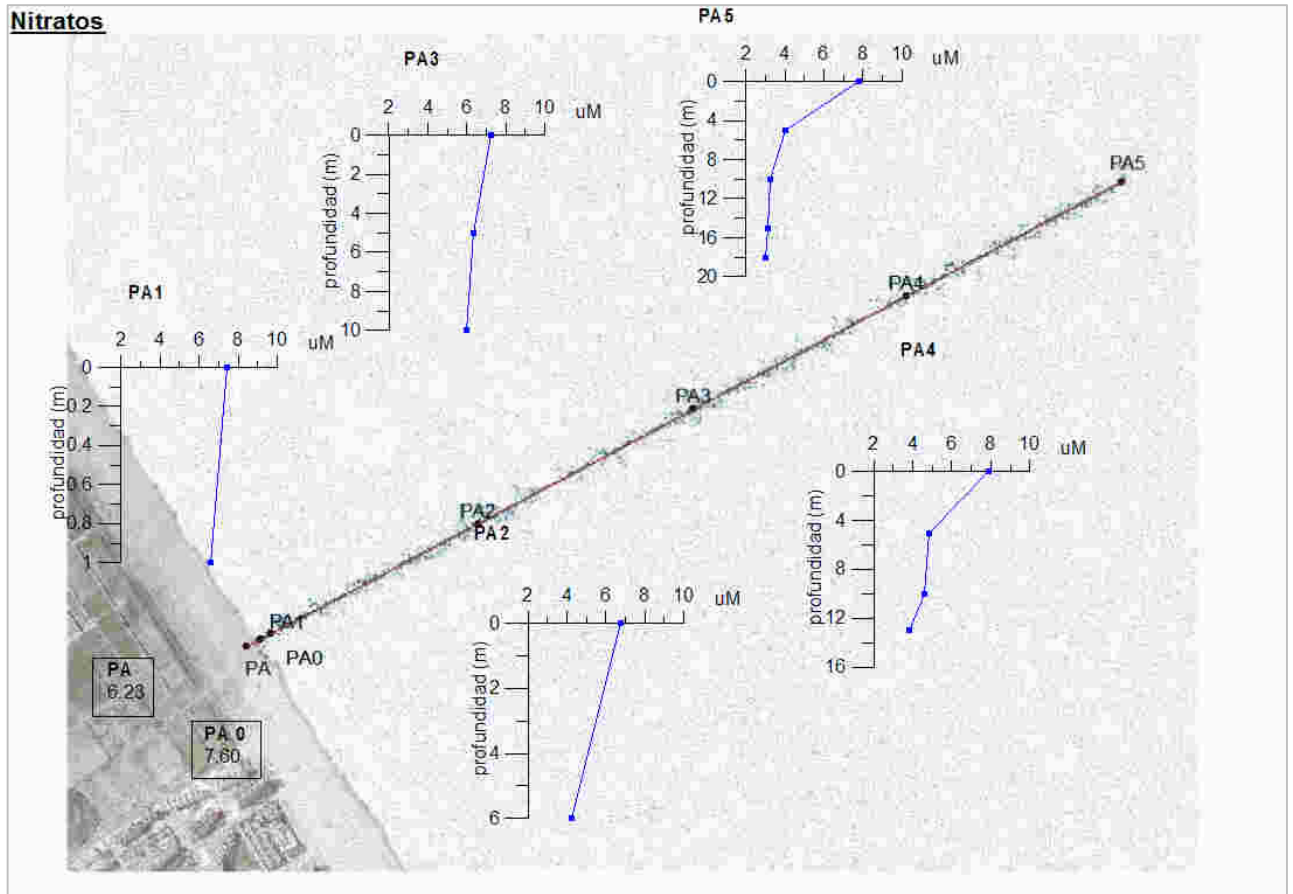 Nitratos
PA5
2 4 6 8 10 uM
0
4
8
12
16
20
profundidad (m)
PA3
2 4 6 8 10 uM
0
2
4
6
8
10
profundidad (m)
PA5
PA1
2 4 6 8 10 uM
0
0.2
0.4
0.6
0.8
1
profundidad (m)
PA4
PA4
PA3
2 4 6 8 10 uM
0
4
8
12
16
profundidad (m)
PA2
PA2
2 4 6 8 10 uM
0
2
4
6
profundidad (m)
PA1
PA PA0
PA
6.23
PA 0
7.60